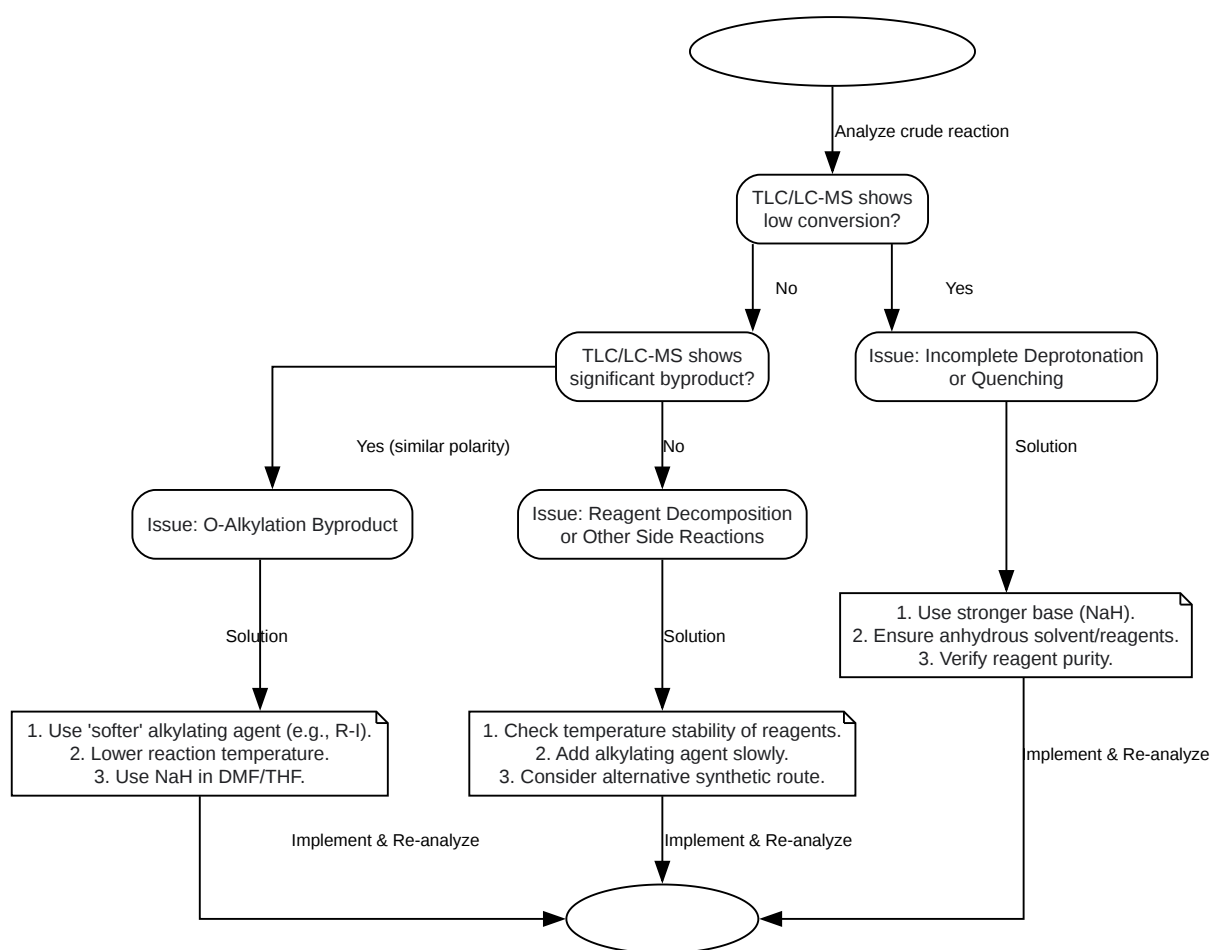 Analyze crude reaction
TLC/LC-MS shows
low conversion?
No
Yes
TLC/LC-MS shows
significant byproduct?
Issue: Incomplete Deprotonation
or Quenching
Yes (similar polarity)
No
Solution
Issue: O-Alkylation Byproduct
Issue: Reagent Decomposition
or Other Side Reactions
1. Use stronger base (NaH).
2. Ensure anhydrous solvent/reagents.
3. Verify reagent purity.
Solution
Solution
1. Use 'softer' alkylating agent (e.g., R-I).
2. Lower reaction temperature.
3. Use NaH in DMF/THF.
1. Check temperature stability of reagents.
2. Add alkylating agent slowly.
3. Consider alternative synthetic route.
Implement & Re-analyze
Implement & Re-analyze
Implement & Re-analyze